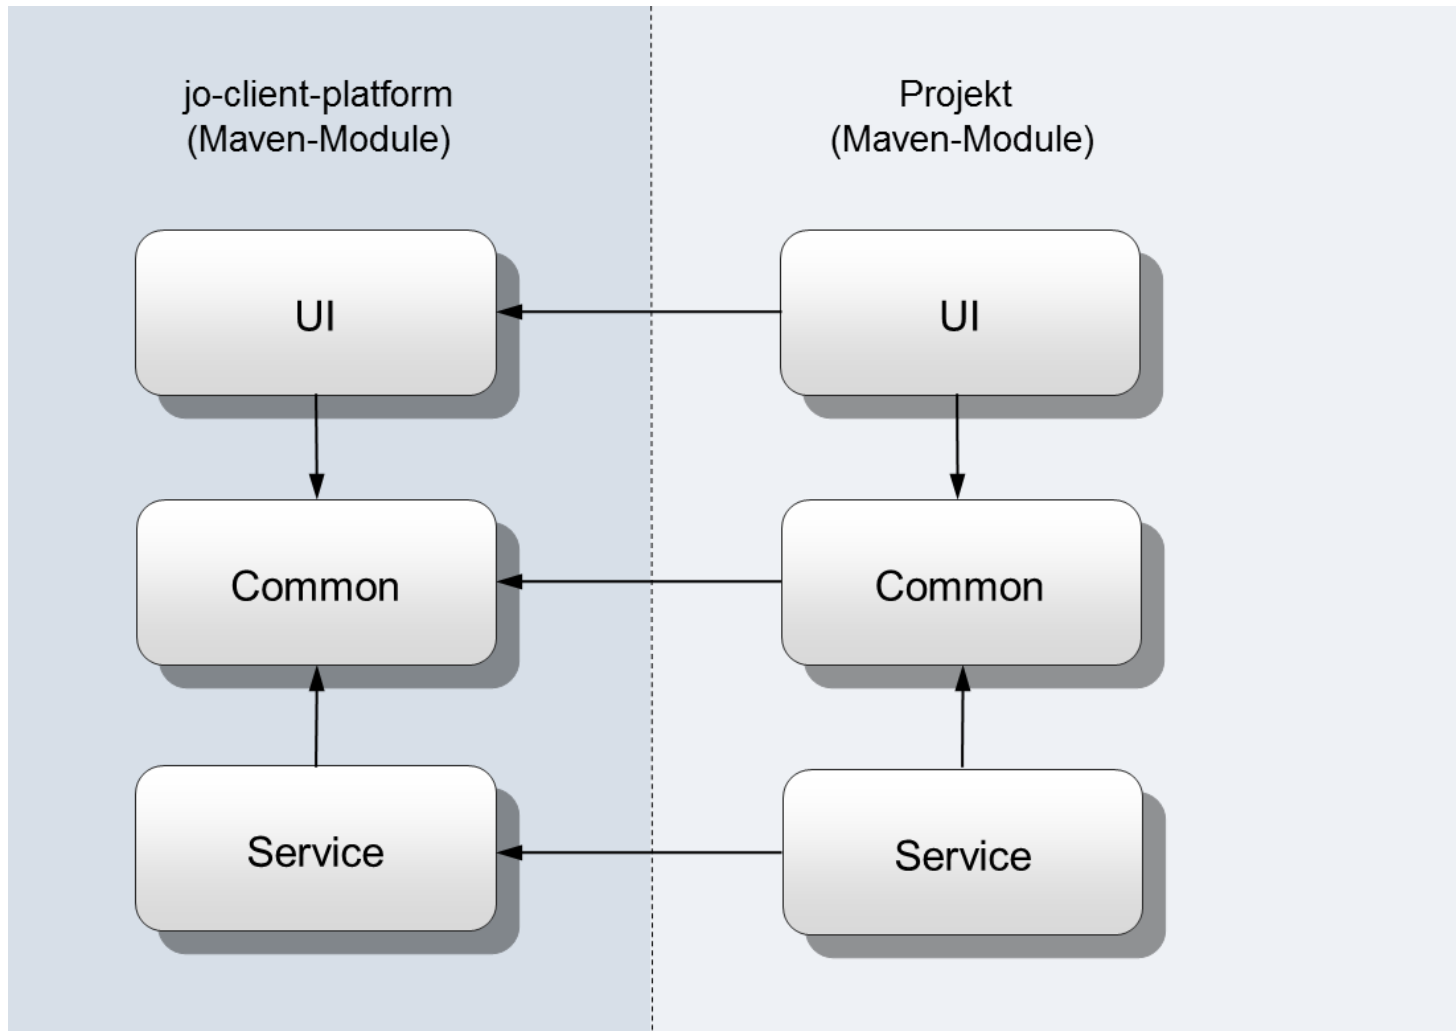 jo-client-platform
(Maven-Module)
Projekt
(Maven-Module)
UI
UI
Common
Common
Service
Service